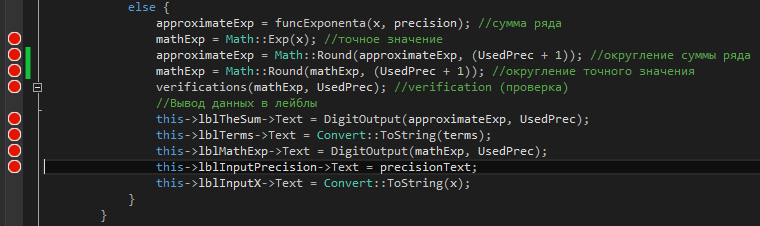 else {
approximateExp = funcExponenta(x, precision); //сумма ряда
mathExp = Math::Exp(x); //точное значение
approximateExp = Math::Round(approximateExp, (UsedPrec + 1)); //округление суммы ряда
mathExp = Math::Round(mathExp, (UsedPrec + 1)); //округление точного значения
verifications(mathExp, UsedPrec); //verification (проверка)
//Вывод данных в лейблы
this->lblTheSum->Text = DigitOutput(approximateExp, UsedPrec);
this->lblTerms->Text = Convert::ToString(terms);
this->lblMathExp->Text = DigitOutput(mathExp, UsedPrec);
this->lblInputPrecision->Text = precisionText;
this->lblInputX->Text = Convert::ToString(x);
}
}